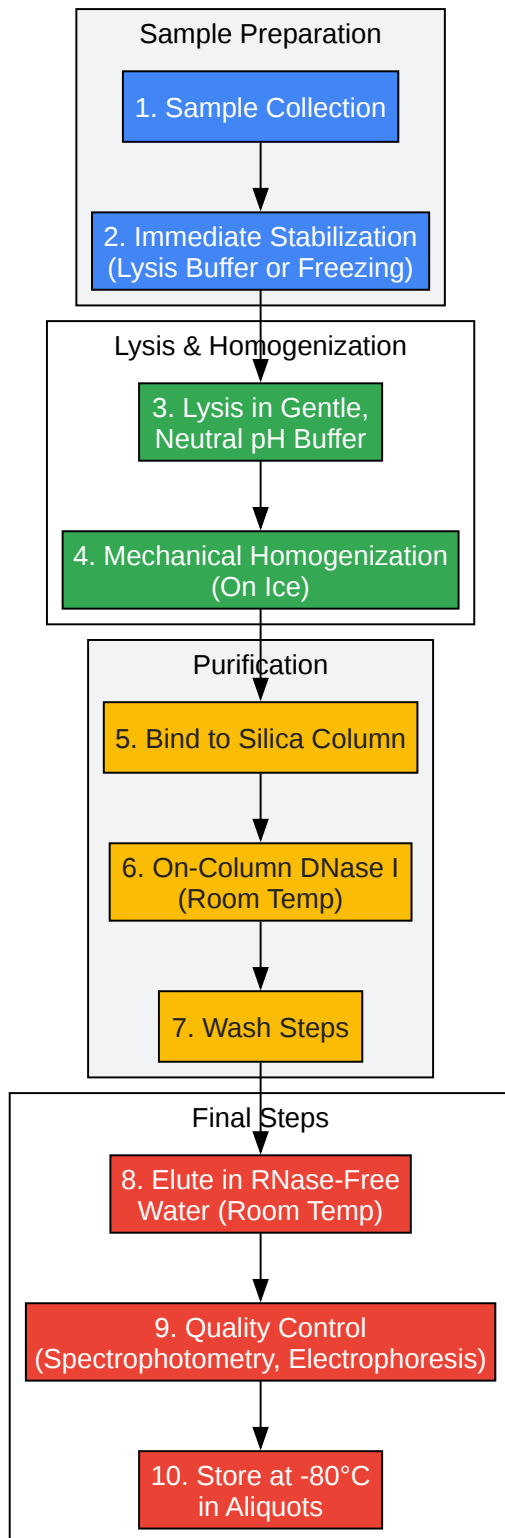 Sample Preparation
1. Sample Collection
2. Immediate Stabilization
(Lysis Buffer or Freezing)
Lysis & Homogenization
3. Lysis in Gentle,
Neutral pH Buffer
4. Mechanical Homogenization
(On Ice)
Purification
5. Bind to Silica Column
6. On-Column DNase I
(Room Temp)
7. Wash Steps
Final Steps
8. Elute in RNase-Free
Water (Room Temp)
9. Quality Control
(Spectrophotometry, Electrophoresis)
10. Store at -80°C
in Aliquots